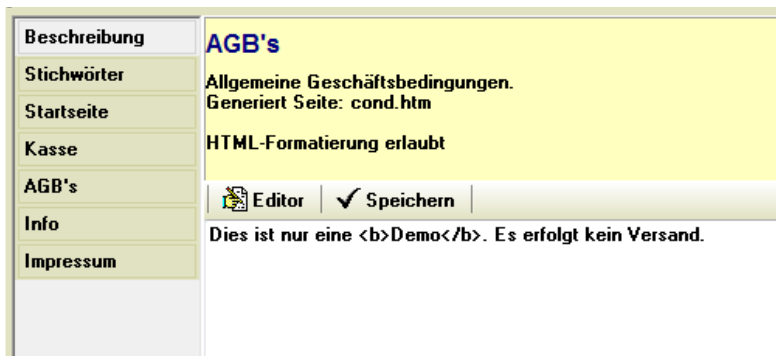 Beschreibung
Stichwörter
Startseite
Kasse
AGB's
Info
Impressum
AGB's
Allgemeine Geschäftsbedingungen.
Generiert Seite: cond.htm
HTML-Formatierung erlaubt
Editor
Speichern
Dies ist nur eine <b>Demo</b>. Es erfolgt kein Versand.